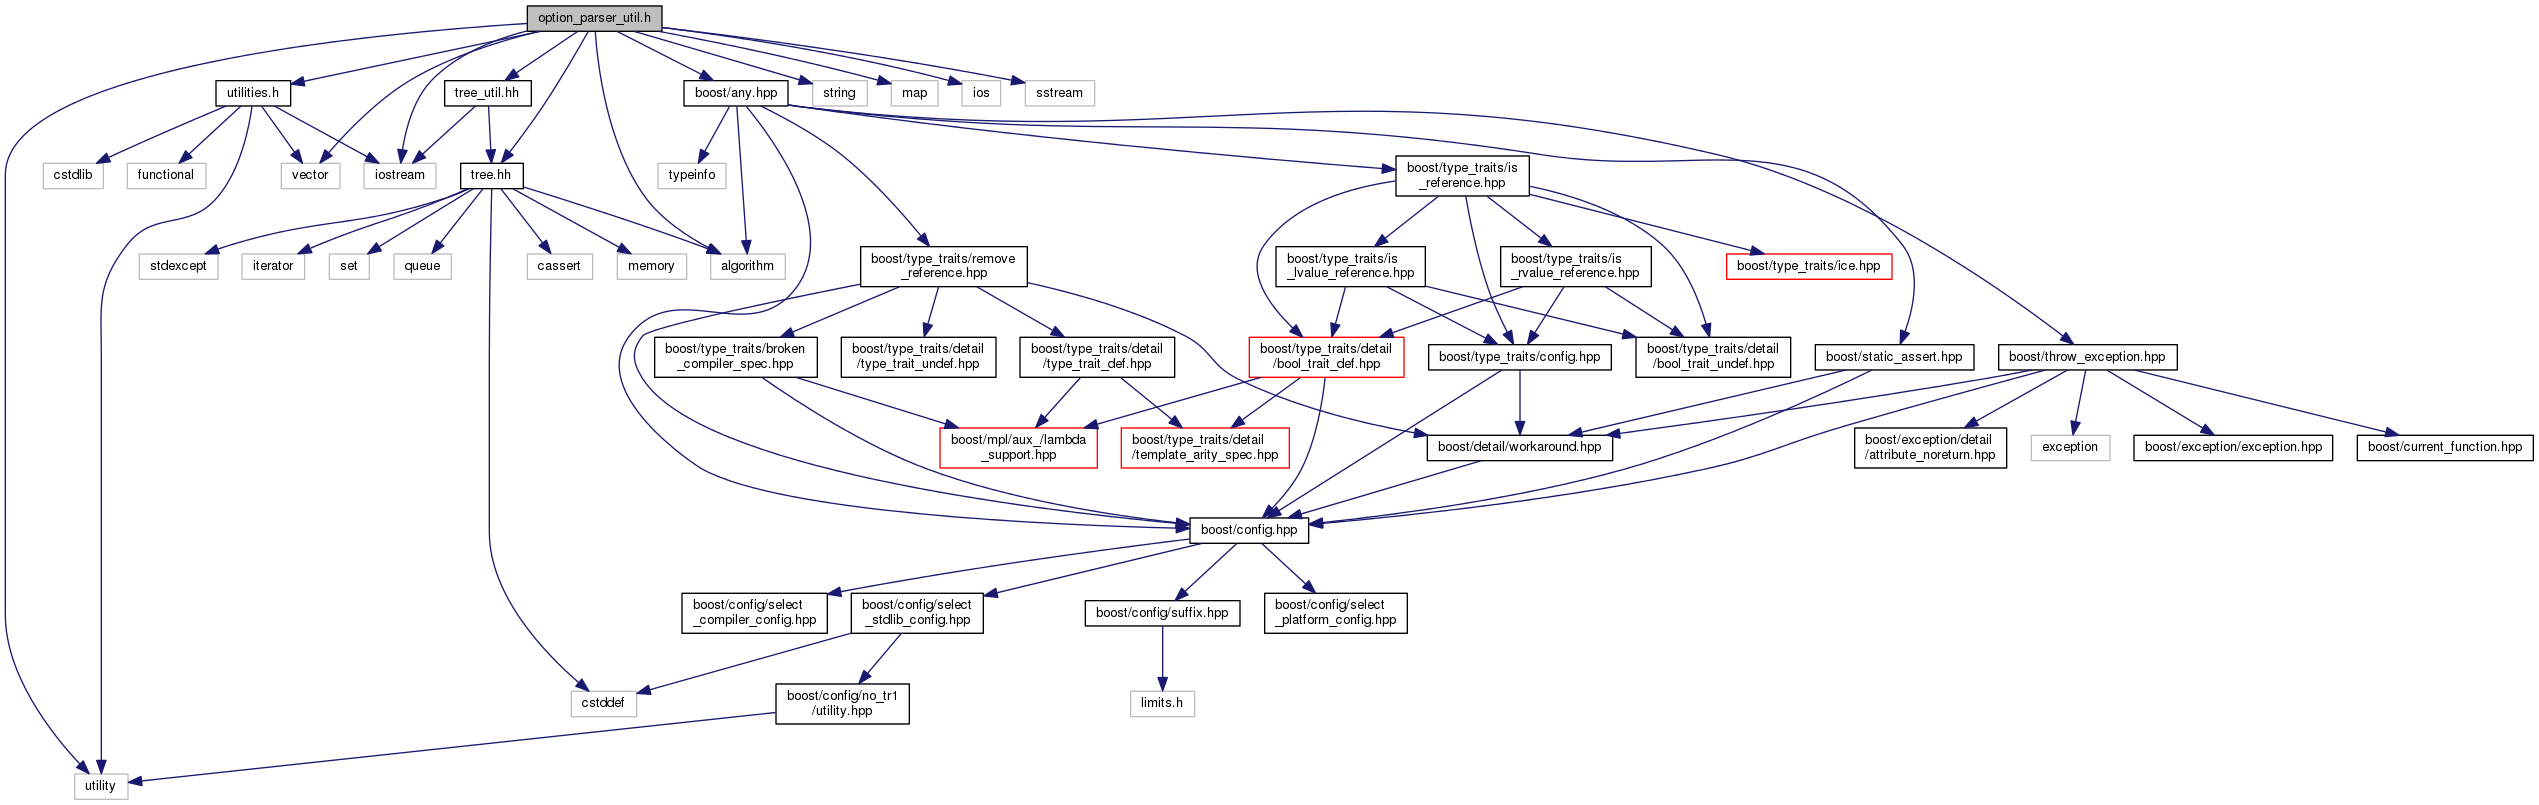 option_parser_util.h
utilities.h
tree_util.hh
boost/any.hpp
string
map
ios
sstream
cstdlib
functional
vector
iostream
tree.hh
typeinfo
boost/type_traits/is
_reference.hpp
stdexcept
iterator
set
queue
cassert
memory
algorithm
boost/type_traits/remove
_reference.hpp
boost/type_traits/is
_lvalue_reference.hpp
boost/type_traits/is
_rvalue_reference.hpp
boost/type_traits/ice.hpp
boost/type_traits/broken
_compiler_spec.hpp
boost/type_traits/detail
/type_trait_undef.hpp
boost/type_traits/detail
/type_trait_def.hpp
boost/type_traits/detail
/bool_trait_def.hpp
boost/type_traits/config.hpp
boost/type_traits/detail
/bool_trait_undef.hpp
boost/static_assert.hpp
boost/throw_exception.hpp
boost/mpl/aux_/lambda
_support.hpp
boost/type_traits/detail
/template_arity_spec.hpp
boost/detail/workaround.hpp
boost/exception/detail
/attribute_noreturn.hpp
exception
boost/exception/exception.hpp
boost/current_function.hpp
boost/config.hpp
boost/config/select
_compiler_config.hpp
boost/config/select
_stdlib_config.hpp
boost/config/suffix.hpp
boost/config/select
_platform_config.hpp
cstddef
boost/config/no_tr1
/utility.hpp
limits.h
utility